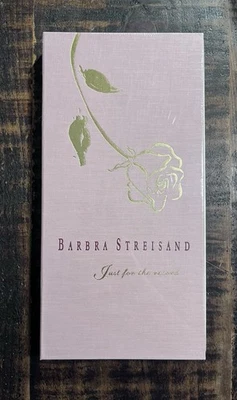 BARBRA STREISAND
Just for the record...